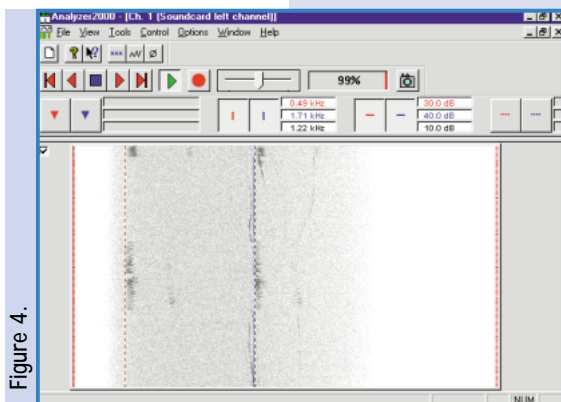 Analyzer2000 - [Ch. 1 (Soundcard left channel)]
File View Tools Control Options Window Help
99%
0.49 kHz
1.71 kHz
1.22 kHz
30.0 dB
40.0 dB
10.0 dB
NUM
Figure 4.